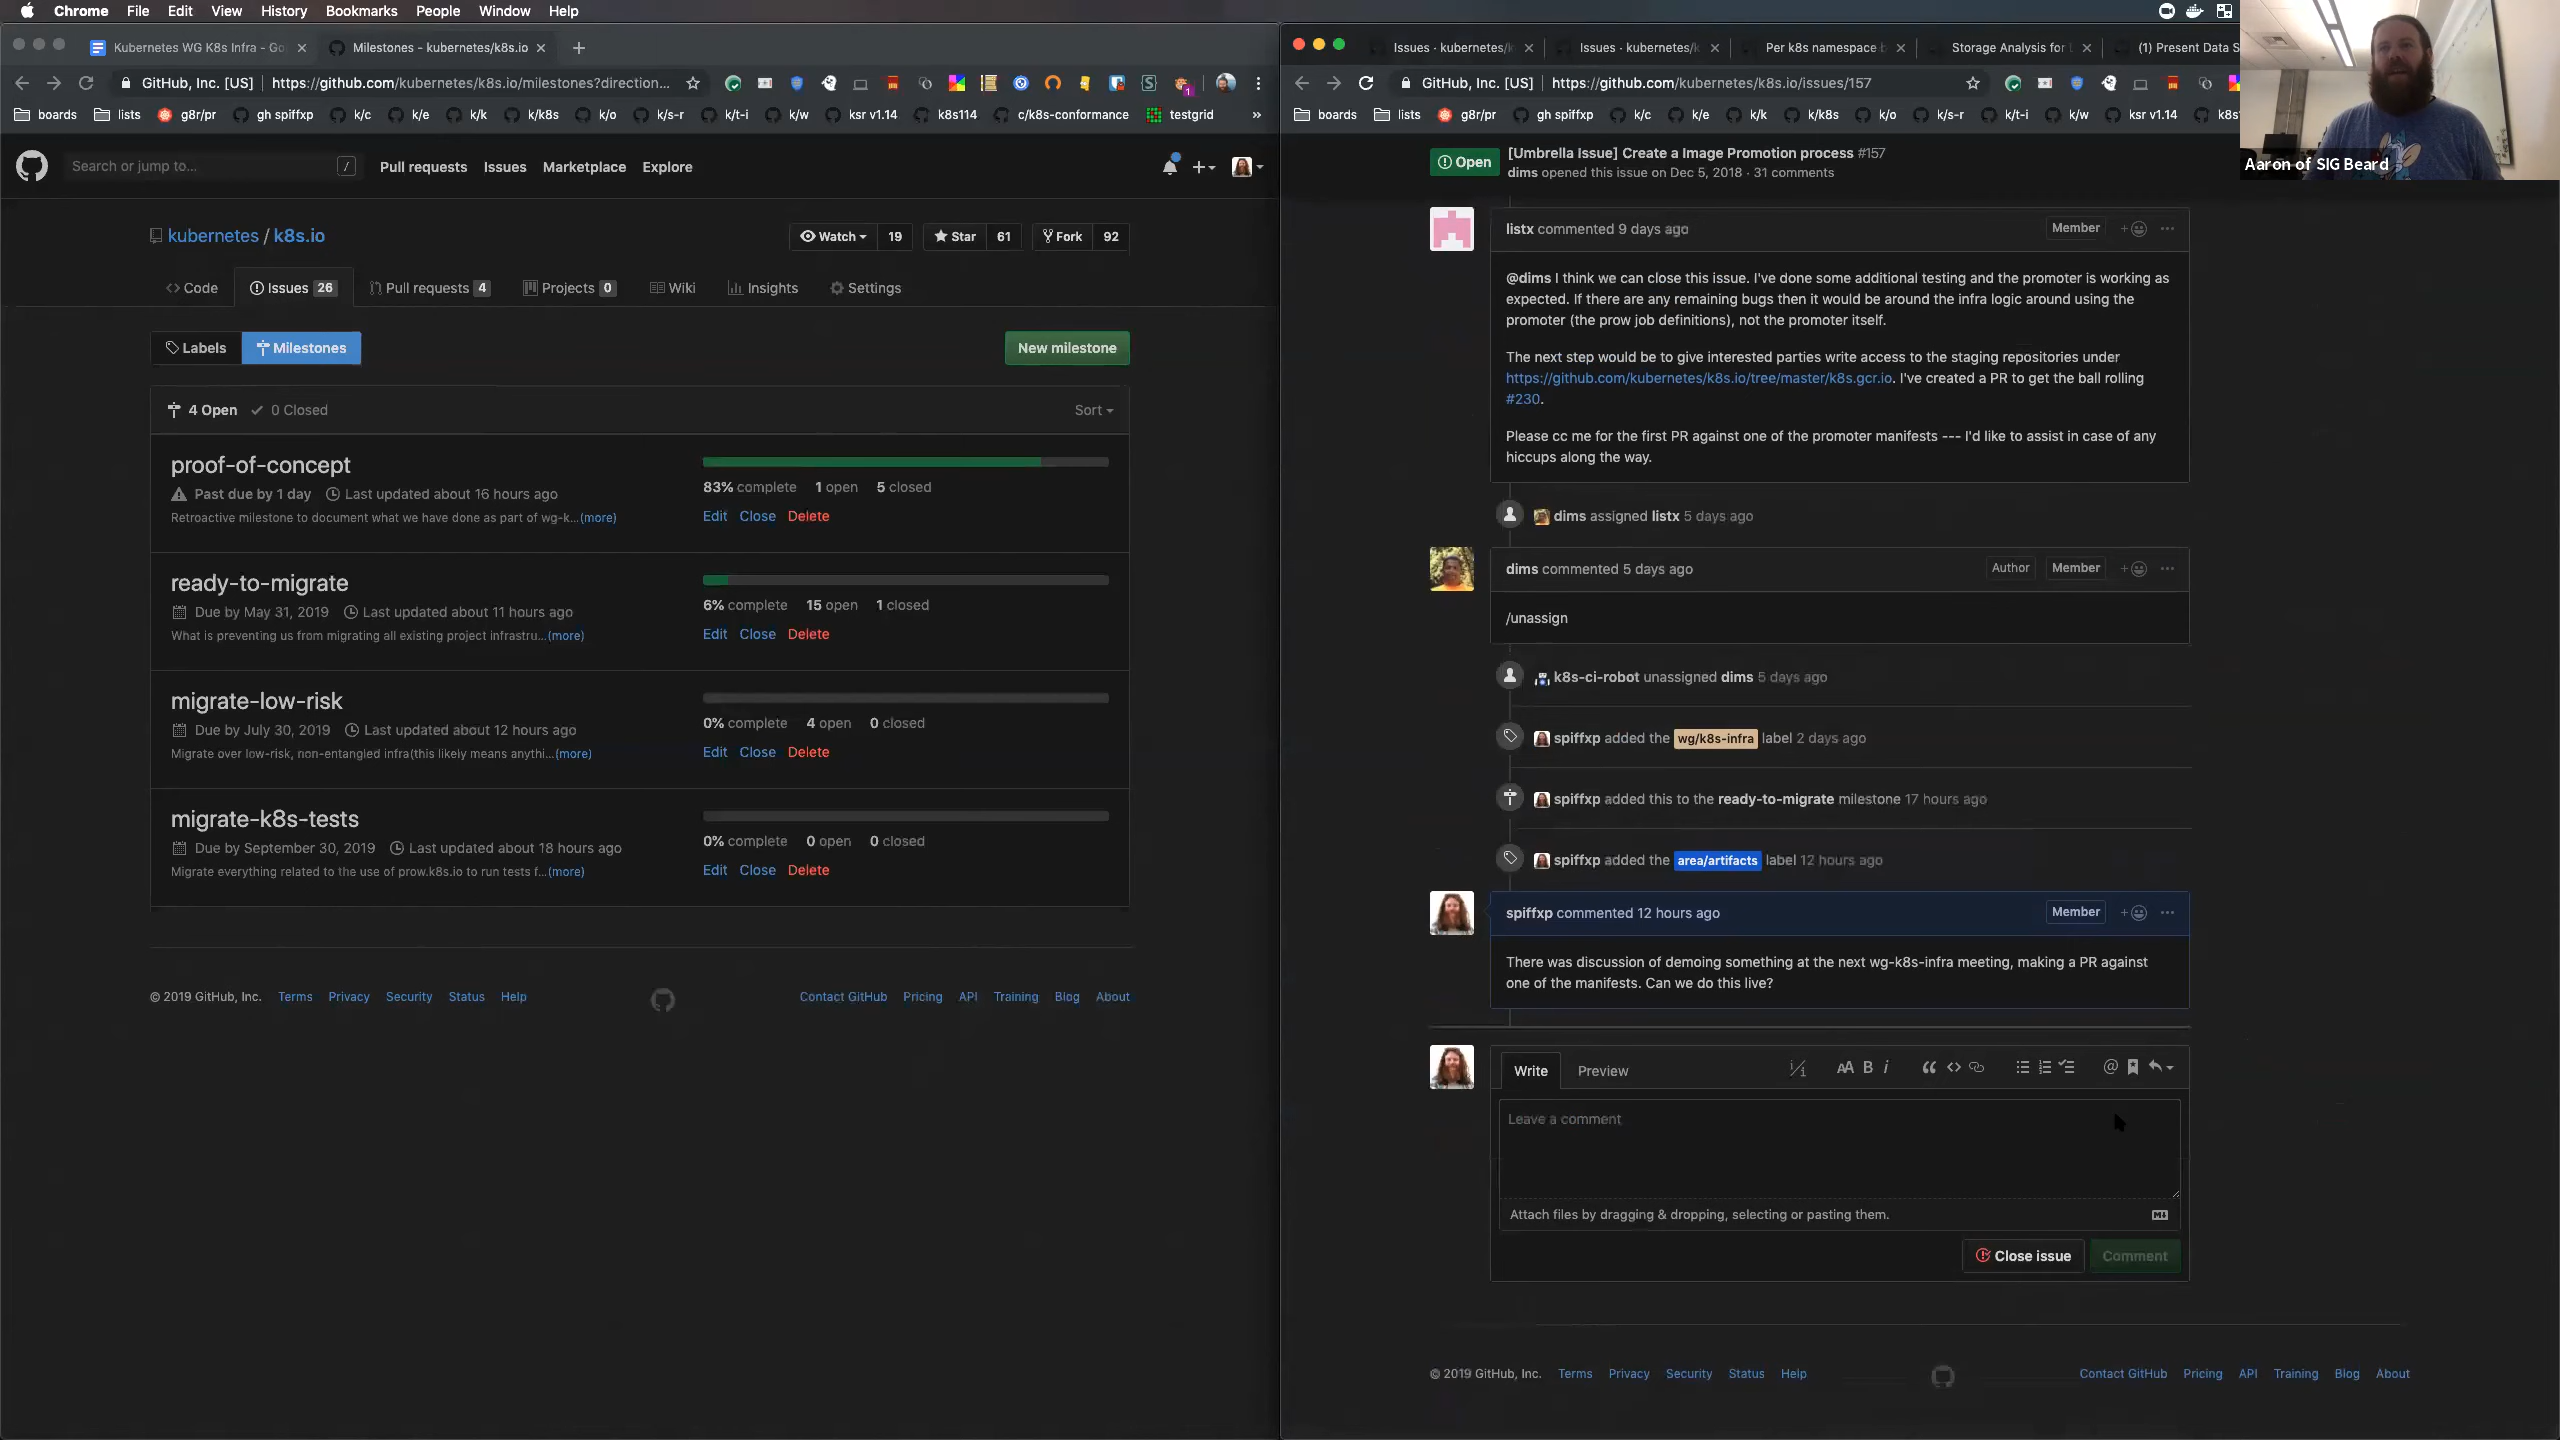 Chrome File Edit View History Bookmarks People Window Help
Kubernetes WG K8s Infra - Go
Milestones - kubernetes/k8s.io
GitHub, Inc. [US] https://github.com/kubernetes/k8s.io/milestones?direction...
boards lists g8r/pr gh spiffxp k/c k/e k/k k/k8s k/o k/s-r k/t-i k/w ksr v1.14 k8s114 c/k8s-conformance testgrid »
Search or jump to... /
Pull requests Issues Marketplace Explore
kubernetes / k8s.io
Watch 19 Star 61 Fork 92
Code Issues 26 Pull requests 4 Projects 0 Wiki Insights Settings
Labels Milestones New milestone
4 Open 0 Closed Sort
proof-of-concept
Past due by 1 day Last updated about 16 hours ago
Retroactive milestone to document what we have done as part of wg-k...(more)
83% complete 1 open 5 closed
Edit Close Delete
ready-to-migrate
Due by May 31, 2019 Last updated about 11 hours ago
What is preventing us from migrating all existing project infrastru...(more)
6% complete 15 open 1 closed
Edit Close Delete
migrate-low-risk
Due by July 30, 2019 Last updated about 12 hours ago
Migrate over low-risk, non-entangled infra(this likely means anythi...(more)
0% complete 4 open 0 closed
Edit Close Delete
migrate-k8s-tests
Due by September 30, 2019 Last updated about 18 hours ago
Migrate everything related to the use of prow.k8s.io to run tests f...(more)
0% complete 0 open 0 closed
Edit Close Delete
© 2019 GitHub, Inc. Terms Privacy Security Status Help
Contact GitHub Pricing API Training Blog About
Issues · kubernetes/k
Issues · kubernetes/k
Per k8s namespace b
Storage Analysis for
(1) Present Data S
GitHub, Inc. [US] https://github.com/kubernetes/k8s.io/issues/157
boards lists g8r/pr gh spiffxp k/c k/e k/k k/k8s k/o k/s-r k/t-i k/w ksr v1.14 k8s
Aaron of SIG Beard
Open
[Umbrella Issue] Create a Image Promotion process #157
dims opened this issue on Dec 5, 2018 · 31 comments
listx commented 9 days ago Member
@dims I think we can close this issue. I've done some additional testing and the promoter is working as
expected. If there are any remaining bugs then it would be around the infra logic around using the
promoter (the prow job definitions), not the promoter itself.
The next step would be to give interested parties write access to the staging repositories under
https://github.com/kubernetes/k8s.io/tree/master/k8s.gcr.io. I've created a PR to get the ball rolling
#230.
Please cc me for the first PR against one of the promoter manifests --- I'd like to assist in case of any
hiccups along the way.
dims assigned listx 5 days ago
dims commented 5 days ago Author Member
/unassign
k8s-ci-robot unassigned dims 5 days ago
spiffxp added the wg/k8s-infra label 2 days ago
spiffxp added this to the ready-to-migrate milestone 17 hours ago
spiffxp added the area/artifacts label 12 hours ago
spiffxp commented 12 hours ago Member
There was discussion of demoing something at the next wg-k8s-infra meeting, making a PR against
one of the manifests. Can we do this live?
Write Preview
Leave a comment
Attach files by dragging & dropping, selecting or pasting them.
Close issue Comment
© 2019 GitHub, Inc. Terms Privacy Security Status Help
Contact GitHub Pricing API Training Blog About